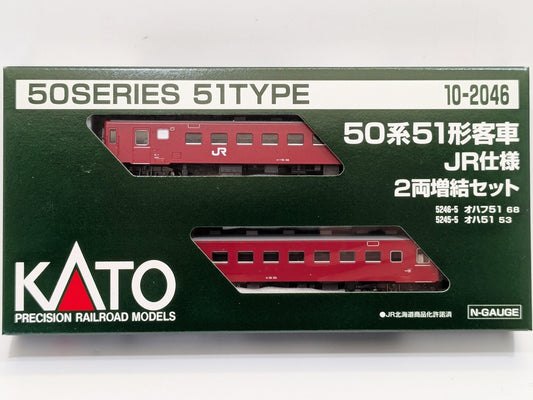 50SERIES 51TYPE
10-2046
JR
50系51形客車
JR仕様
2両増結セット
5246-5 オハフ51 68
5245-5 オハ51 53
KATO
PRECISION RAILROAD MODELS
●JR北海道商品化許諾済
N-GAUGE